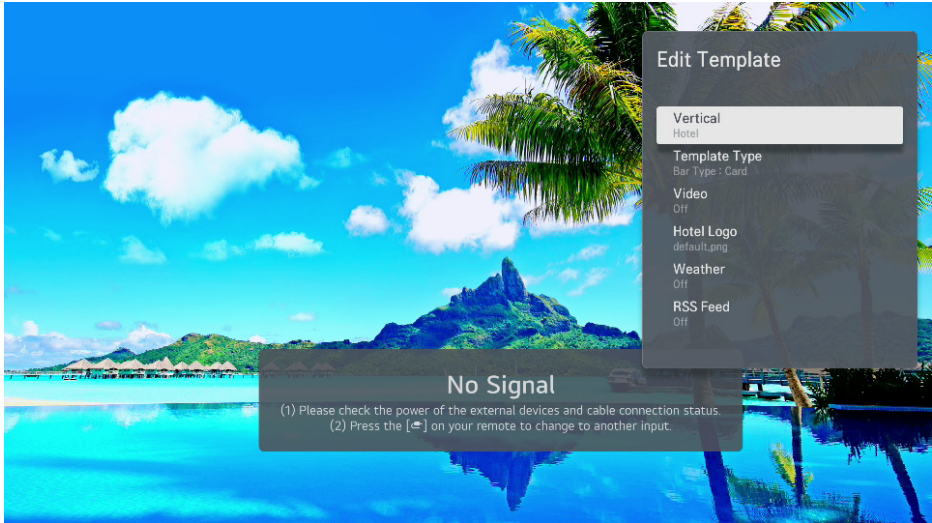 Edit Template
Vertical
Hotel
Template Type
Bar Type : Card
Video
Off
Hotel Logo
default.png
Weather
Off
RSS Feed
Off
No Signal
(1) Please check the power of the external devices and cable connection status.
(2) Press the [] on your remote to change to another input.